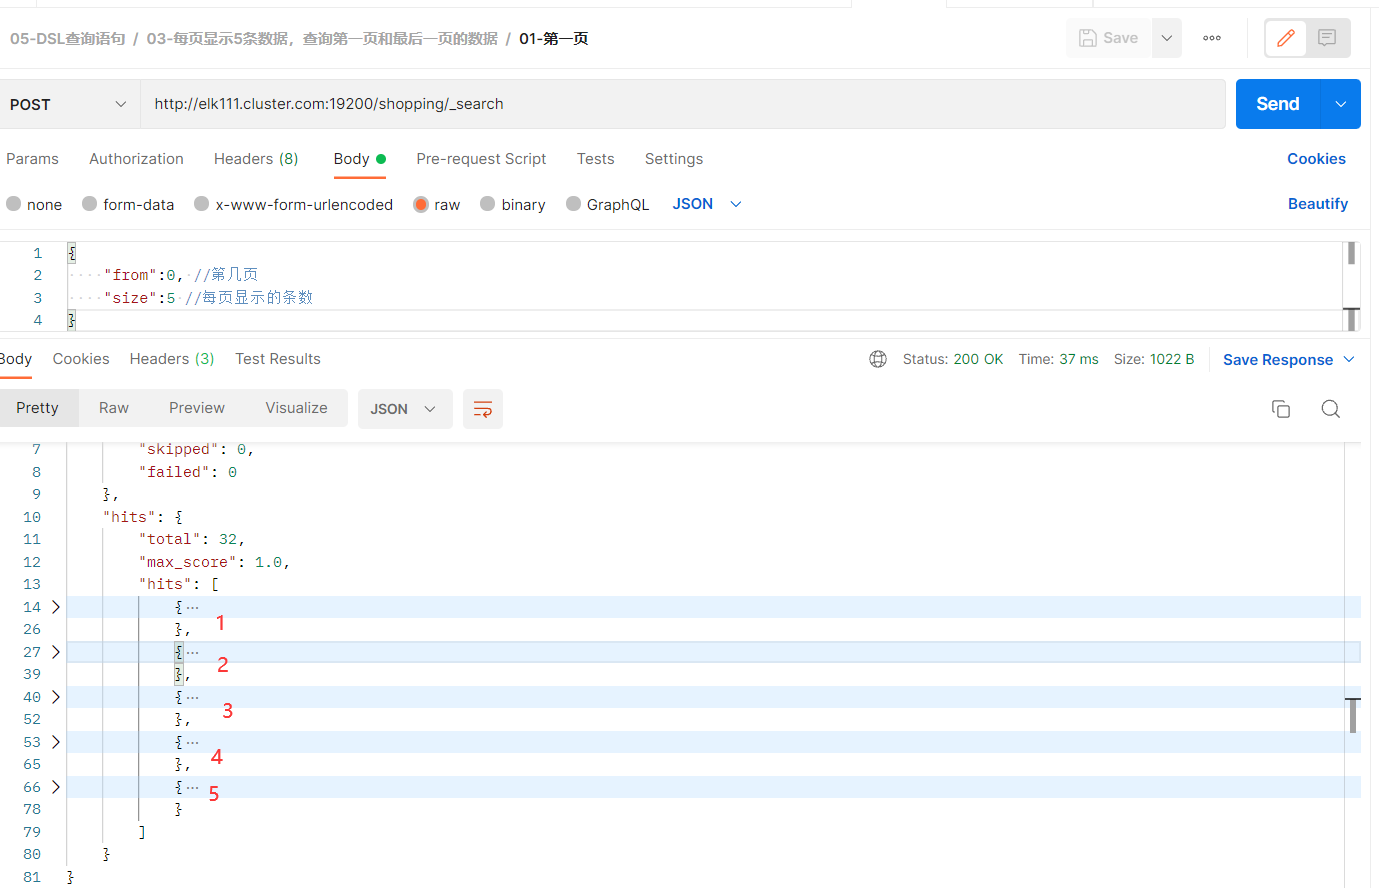 05-DSL查询语句 / 03-每页显示5条数据，查询第一页和最后一页的数据 / 01-第一页
Save
POST
http://elk111.cluster.com:19200/shopping/_search
Send
Params Authorization Headers (8) Body Pre-request Script Tests Settings Cookies
none form-data x-www-form-urlencoded raw binary GraphQL JSON Beautify
1 {
2 "from":0, //第几页
3 "size":5 //每页显示的条数
4 }
Body Cookies Headers (3) Test Results Status: 200 OK Time: 37 ms Size: 1022 B Save Response
Pretty Raw Preview Visualize JSON
7 "skipped": 0,
8 "failed": 0
9 },
10 "hits": {
11 "total": 32,
12 "max_score": 1.0,
13 "hits": [
14 {···
1
26 },
27 {···
2
39 },
40 {···
3
52 },
53 {···
4
65 },
66 {···
5
78 }
79 ]
80 }
81 }